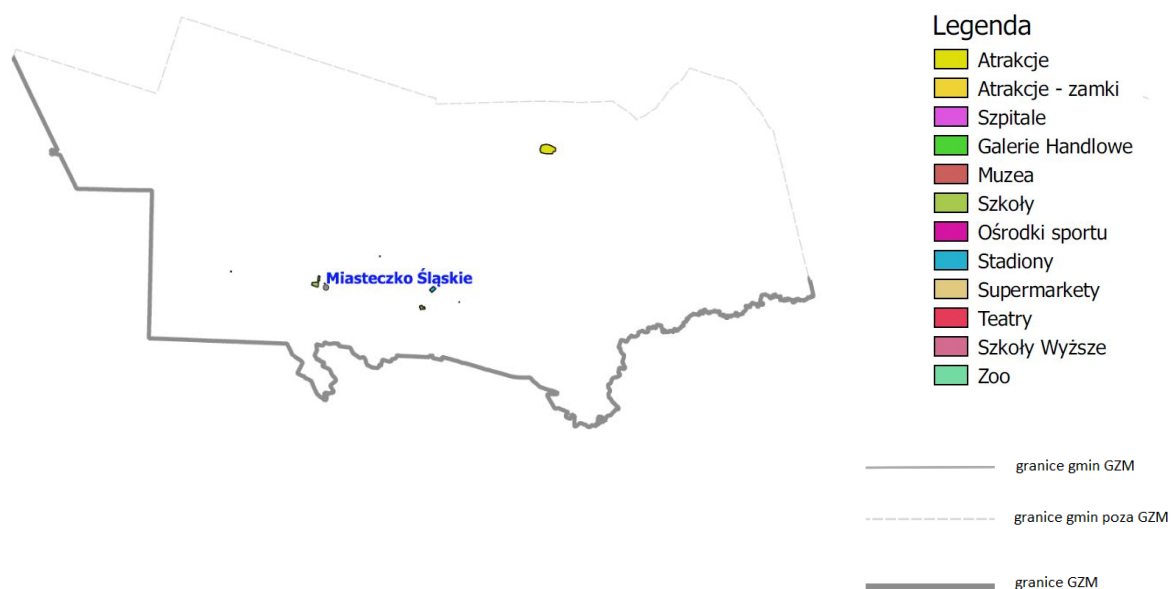 Legenda
Atrakcje
Atrakcje - zamki
Szpitale
Galerie Handlowe
Muzea
Szkoły
Ośrodki sportu
Stadiony
Supermarkety
Teatry
Szkoły Wyższe
Zoo
Miasteczko Śląskie
granice gmin GZM
granice gmin poza GZM
granice GZM